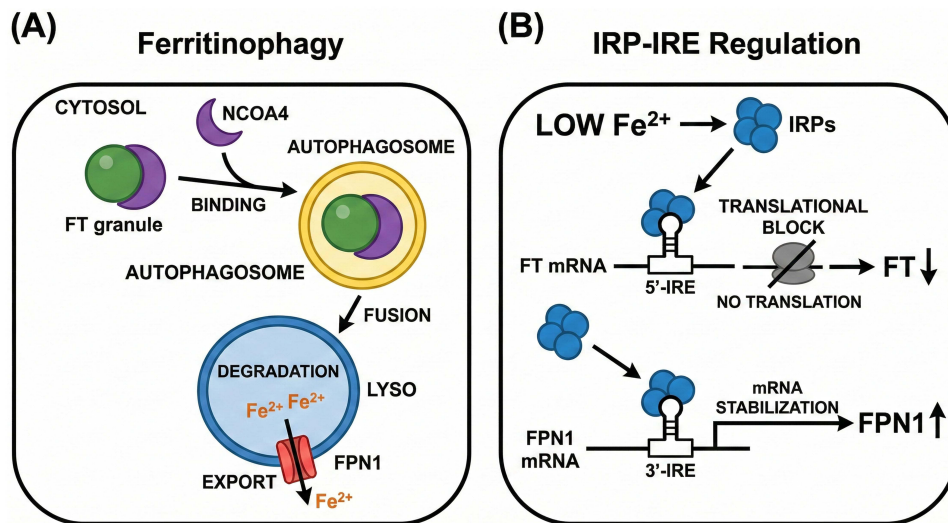 (A)
Ferritinophagy
CYTOSOL
NCOA4
FT granule
BINDING
AUTOPHAGOSOME
AUTOPHAGOSOME
FUSION
DEGRADATION
Fe²⁺ Fe²⁺
LYSO
FPN1
EXPORT
Fe²⁺
(B)
IRP-IRE Regulation
LOW Fe²⁺
IRPs
FT mRNA
5'-IRE
TRANSLATIONAL
BLOCK
NO TRANSLATION
FT
FPN1
mRNA
3'-IRE
mRNA
STABILIZATION
FPN1